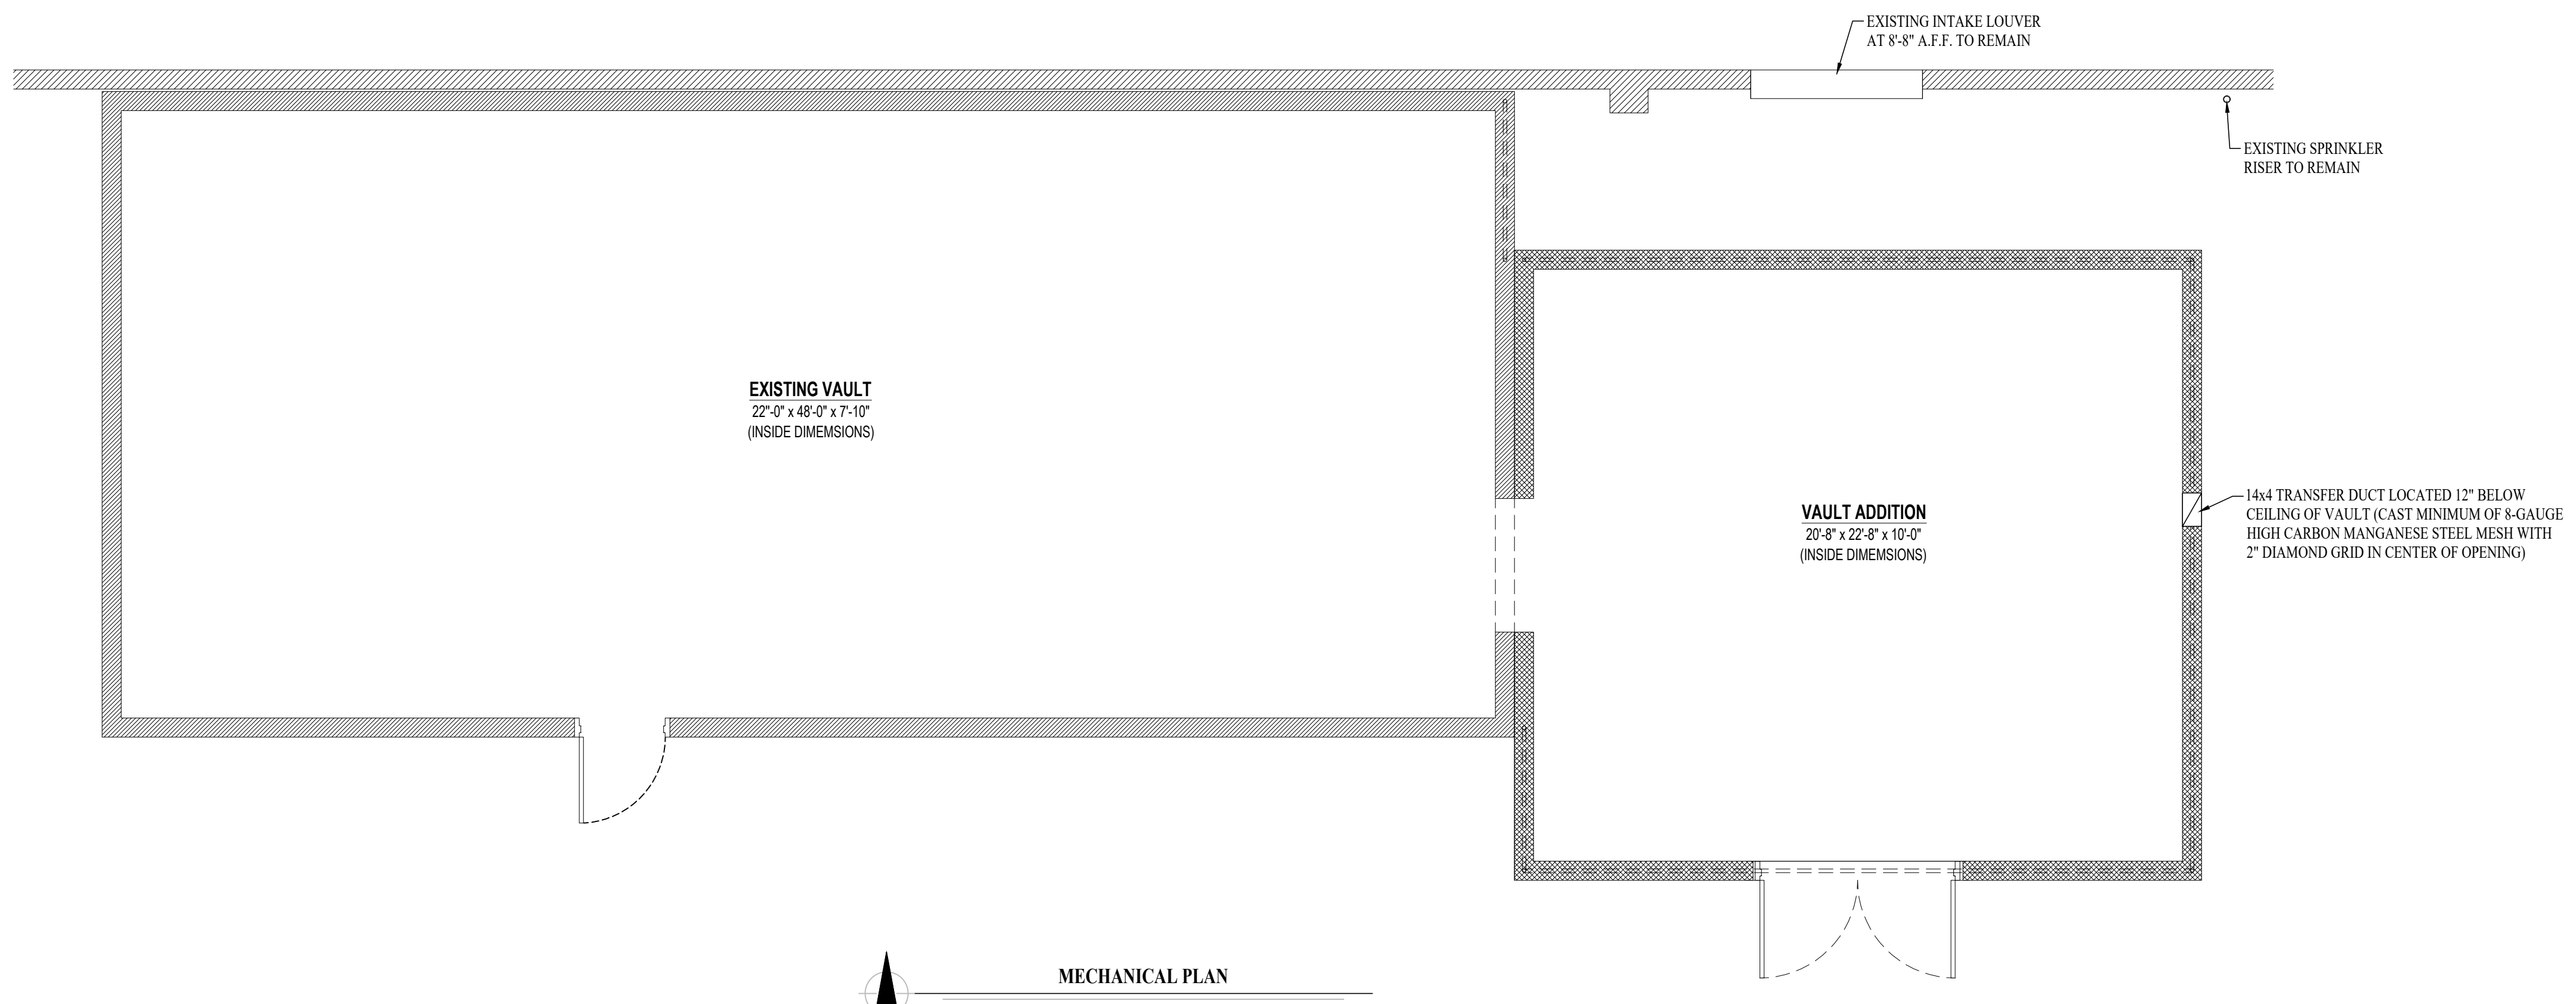 EXISTING INTAKE LOUVER
AT 8'-8" A.F.F. TO REMAIN
EXISTING SPRINKLER
RISER TO REMAIN
EXISTING VAULT
22"-0" x 48'-0" x 7'-10"
(INSIDE DIMEMSIONS)
VAULT ADDITION
20'-8" x 22'-8" x 10'-0"
(INSIDE DIMEMSIONS)
14x4 TRANSFER DUCT LOCATED 12" BELOW
CEILING OF VAULT (CAST MINIMUM OF 8-GAUGE
HIGH CARBON MANGANESE STEEL MESH WITH
2" DIAMOND GRID IN CENTER OF OPENING)
MECHANICAL PLAN